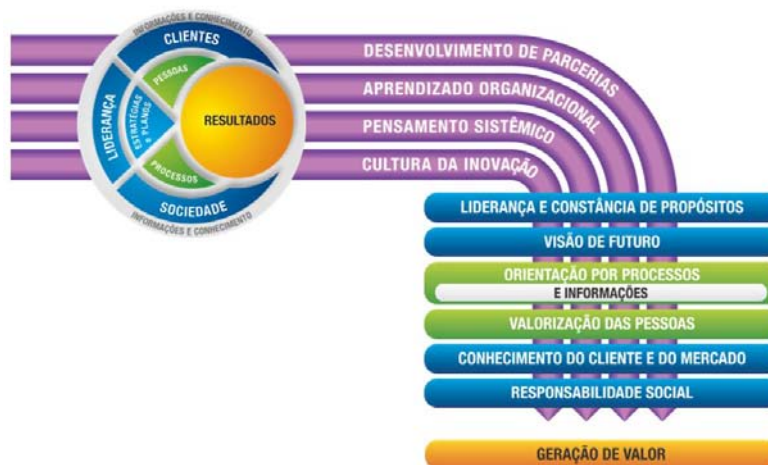 INFORMAÇÕES E CONHECIMENTO
CLIENTES
PESSOAS
LIDERANÇA
ESTRATÉGIAS
E PLANOS
RESULTADOS
PROCESSOS
SOCIEDADE
INFORMAÇÕES E CONHECIMENTO
DESENVOLVIMENTO DE PARCERIAS
APRENDIZADO ORGANIZACIONAL
PENSAMENTO SISTÊMICO
CULTURA DA INOVAÇÃO
LIDERANÇA E CONSTÂNCIA DE PROPÓSITOS
VISÃO DE FUTURO
ORIENTAÇÃO POR PROCESSOS
E INFORMAÇÕES
VALORIZAÇÃO DAS PESSOAS
CONHECIMENTO DO CLIENTE E DO MERCADO
RESPONSABILIDADE SOCIAL
GERAÇÃO DE VALOR